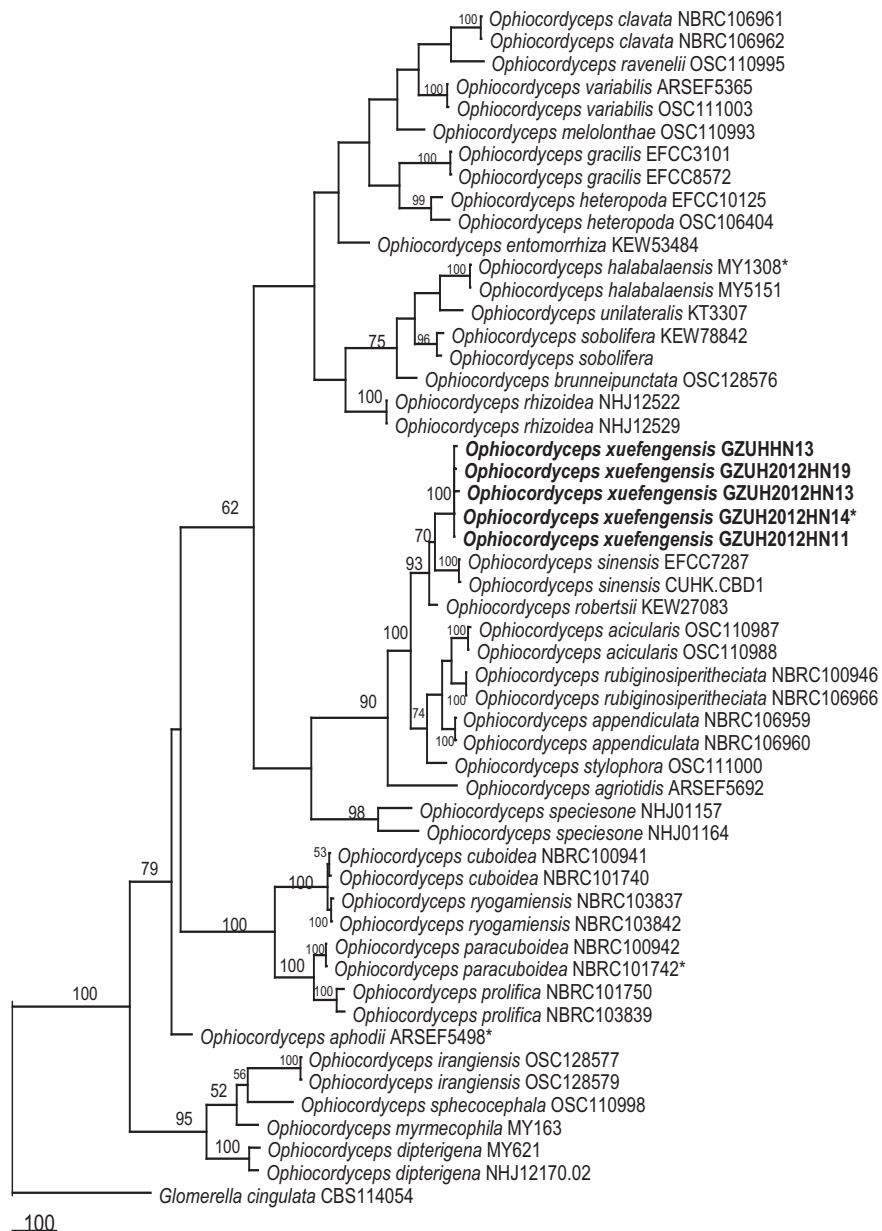 100 Ophiocordyceps clavata NBRC106961
Ophiocordyceps clavata NBRC106962
Ophiocordyceps ravenelii OSC110995
Ophiocordyceps variabilis ARSEF5365
100
Ophiocordyceps variabilis OSC111003
Ophiocordyceps melolonthae OSC110993
Ophiocordyceps gracilis EFCC3101
100
Ophiocordyceps gracilis EFCC8572
Ophiocordyceps heteropoda EFCC10125
99
Ophiocordyceps heteropoda OSC106404
Ophiocordyceps entomorrhiza KEW53484
100 Ophiocordyceps halabalaensis MY1308*
Ophiocordyceps halabalaensis MY5151
Ophiocordyceps unilateralis KT3307
Ophiocordyceps sobolifera KEW78842
75
96
Ophiocordyceps sobolifera
Ophiocordyceps brunneipunctata OSC128576
100
Ophiocordyceps rhizoidea NHJ12522
Ophiocordyceps rhizoidea NHJ12529
Ophiocordyceps xuefengensis GZUHHN13
Ophiocordyceps xuefengensis GZUH2012HN19
100
Ophiocordyceps xuefengensis GZUH2012HN13
62
Ophiocordyceps xuefengensis GZUH2012HN14*
70
Ophiocordyceps xuefengensis GZUH2012HN11
93
100 Ophiocordyceps sinensis EFCC7287
Ophiocordyceps sinensis CUHK.CBD1
Ophiocordyceps robertsii KEW27083
100
100 Ophiocordyceps acicularis OSC110987
Ophiocordyceps acicularis OSC110988
Ophiocordyceps rubiginosiperitheciata NBRC100946
90
100
Ophiocordyceps rubiginosiperitheciata NBRC106966
74
Ophiocordyceps appendiculata NBRC106959
100
Ophiocordyceps appendiculata NBRC106960
Ophiocordyceps stylophora OSC111000
Ophiocordyceps agriotidis ARSEF5692
98
Ophiocordyceps speciesone NHJ01157
Ophiocordyceps speciesone NHJ01164
53
Ophiocordyceps cuboidea NBRC100941
79
100
Ophiocordyceps cuboidea NBRC101740
Ophiocordyceps ryogamiensis NBRC103837
100
100
Ophiocordyceps ryogamiensis NBRC103842
100 Ophiocordyceps paracuboidea NBRC100942
100
Ophiocordyceps paracuboidea NBRC101742*
100 Ophiocordyceps prolifica NBRC101750
100
Ophiocordyceps prolifica NBRC103839
Ophiocordyceps aphodii ARSEF5498*
100 Ophiocordyceps irangiensis OSC128577
56
Ophiocordyceps irangiensis OSC128579
52
Ophiocordyceps sphecocephala OSC110998
95
Ophiocordyceps myrmecophila MY163
100
Ophiocordyceps dipterigena MY621
Ophiocordyceps dipterigena NHJ12170.02
Glomerella cingulata CBS114054
100